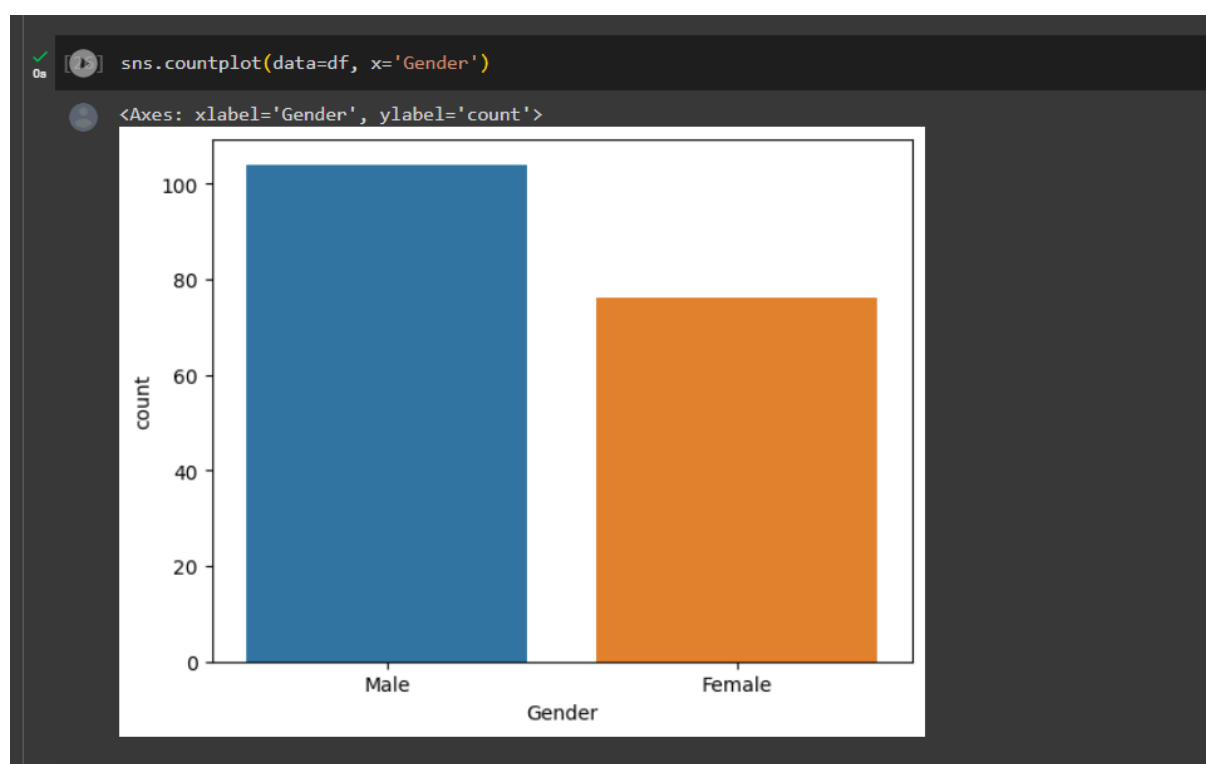 sns.countplot(data=df, x='Gender')
0s
<Axes: xlabel='Gender', ylabel='count'>
100
80
60
40
20
0
count
Male Female
Gender